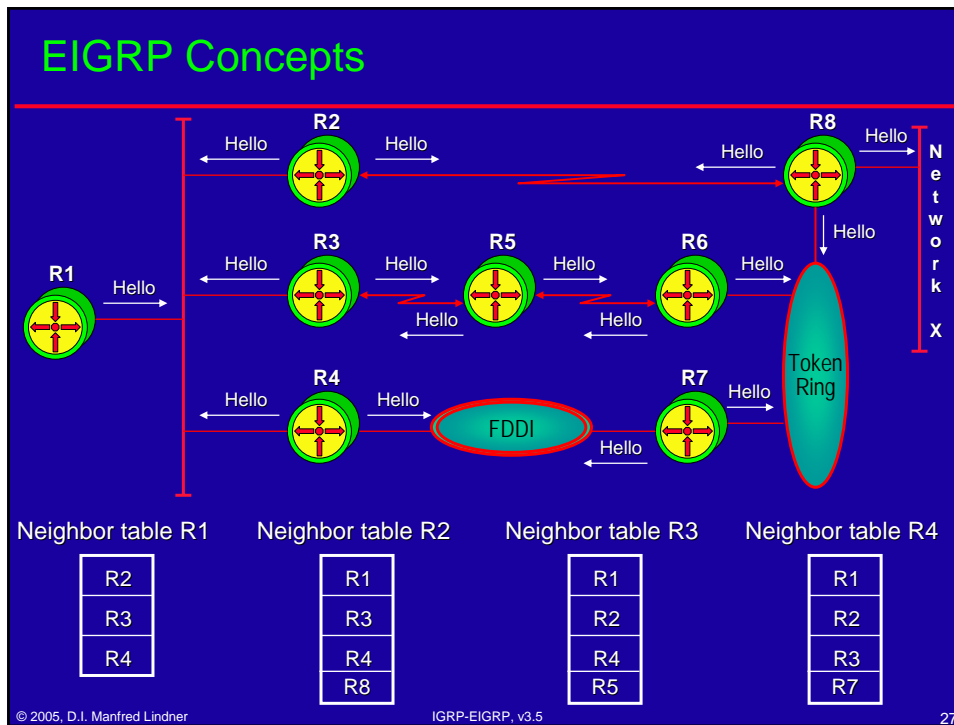 EIGRP Concepts
R2
R8
Hello
Hello
Hello
Hello
Network X
Hello
R3
R5
R6
R1
Hello
Hello
Hello
Hello
Hello
Hello
Hello
Token
Ring
R4
R7
Hello
Hello
Hello
FDDI
Hello
Neighbor table R1
Neighbor table R2
Neighbor table R3
Neighbor table R4
R2
R3
R4
R1
R3
R4
R8
R1
R2
R4
R5
R1
R2
R3
R7
© 2005, D.I. Manfred Lindner
IGRP-EIGRP, v3.5
27